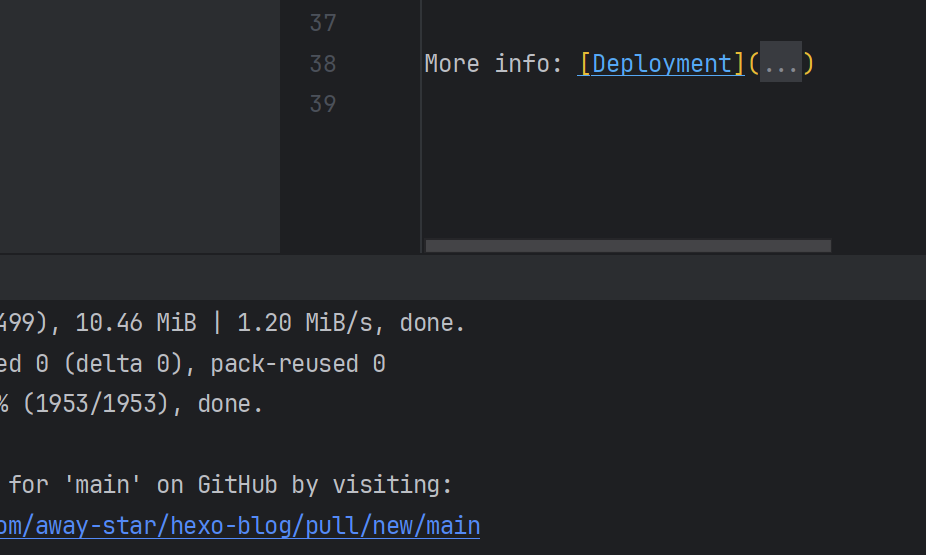 37
38 More info: [Deployment](...)
39
499), 10.46 MiB | 1.20 MiB/s, done.
ed 0 (delta 0), pack-reused 0
% (1953/1953), done.
for 'main' on GitHub by visiting:
om/away-star/hexo-blog/pull/new/main